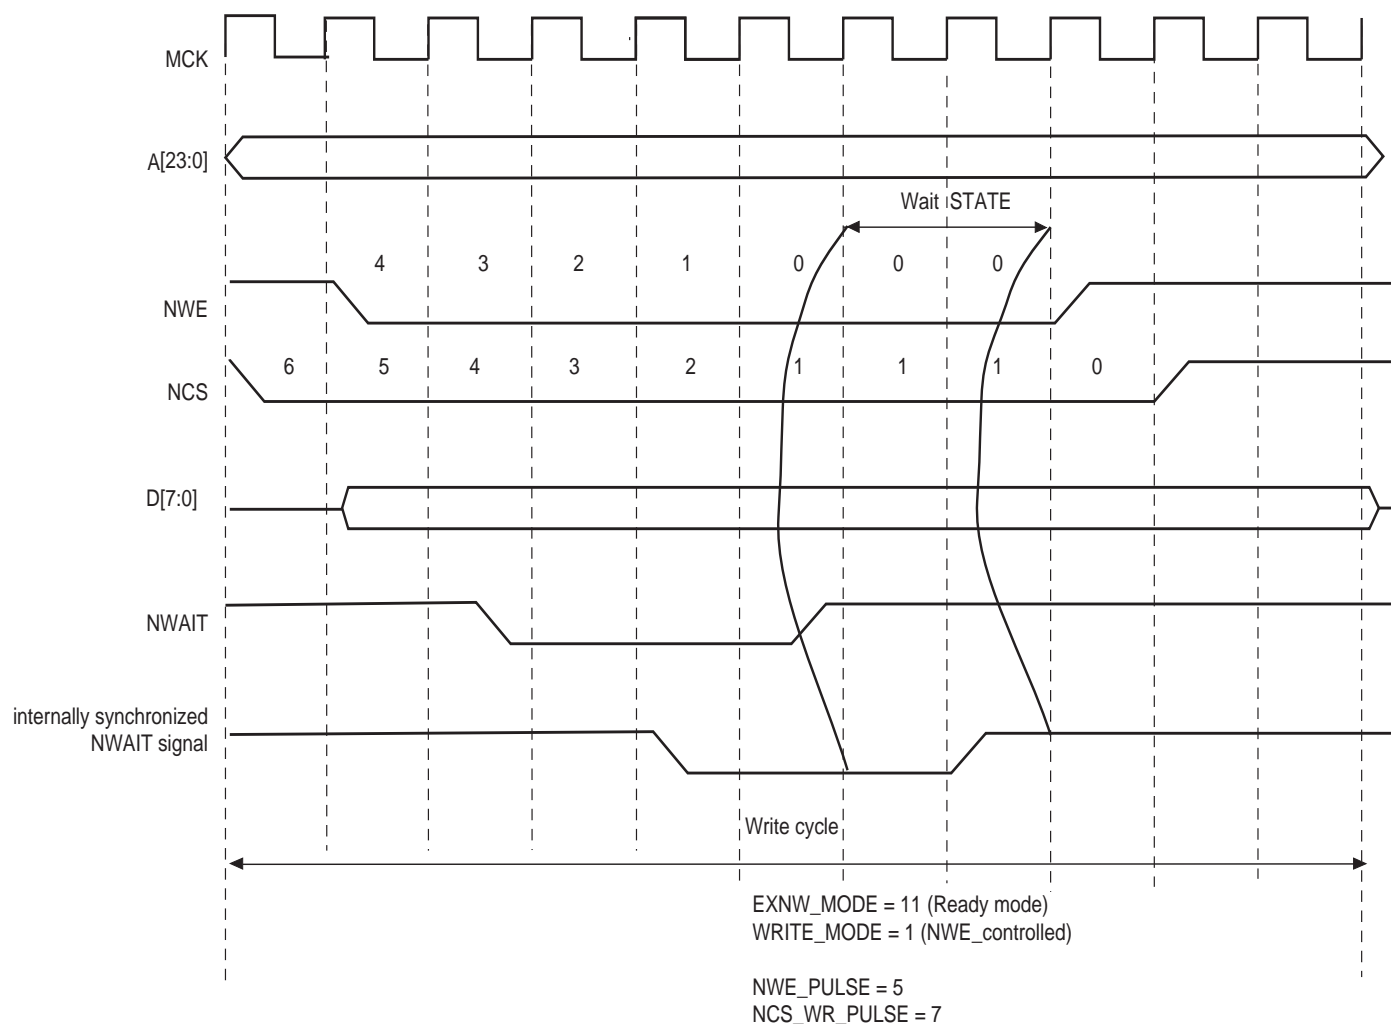 MCK
A[23:0]
Wait STATE
4 3 2 1 0 0 0
NWE
6 5 4 3 2 1 1 1 0
NCS
D[7:0]
NWAIT
internally synchronized
NWAIT signal
Write cycle
EXNW_MODE = 11 (Ready mode)
WRITE_MODE = 1 (NWE_controlled)
NWE_PULSE = 5
NCS_WR_PULSE = 7